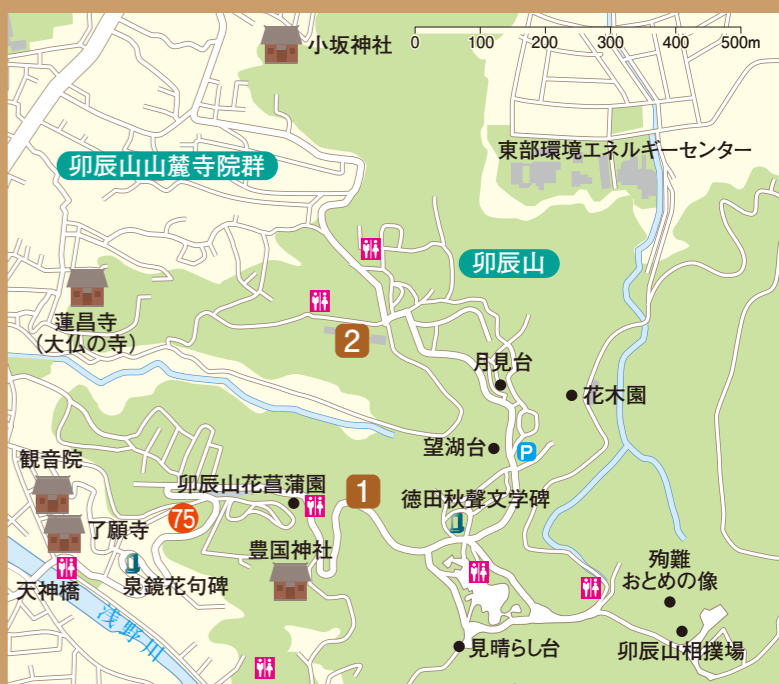 小坂神社
0 100 200 300 400 500m
東部環境エネルギーセンター
卯辰山山麓寺院群
卯辰山
蓮昌寺
(大仏の寺)
2
月見台
花木園
望湖台
P
観音院
卯辰山花菖蒲園
1
徳田秋聲文学碑
75
了願寺
豊国神社
殉難
おとめの像
天神橋
泉鏡花句碑
浅野川
見晴らし台
卯辰山相撲場